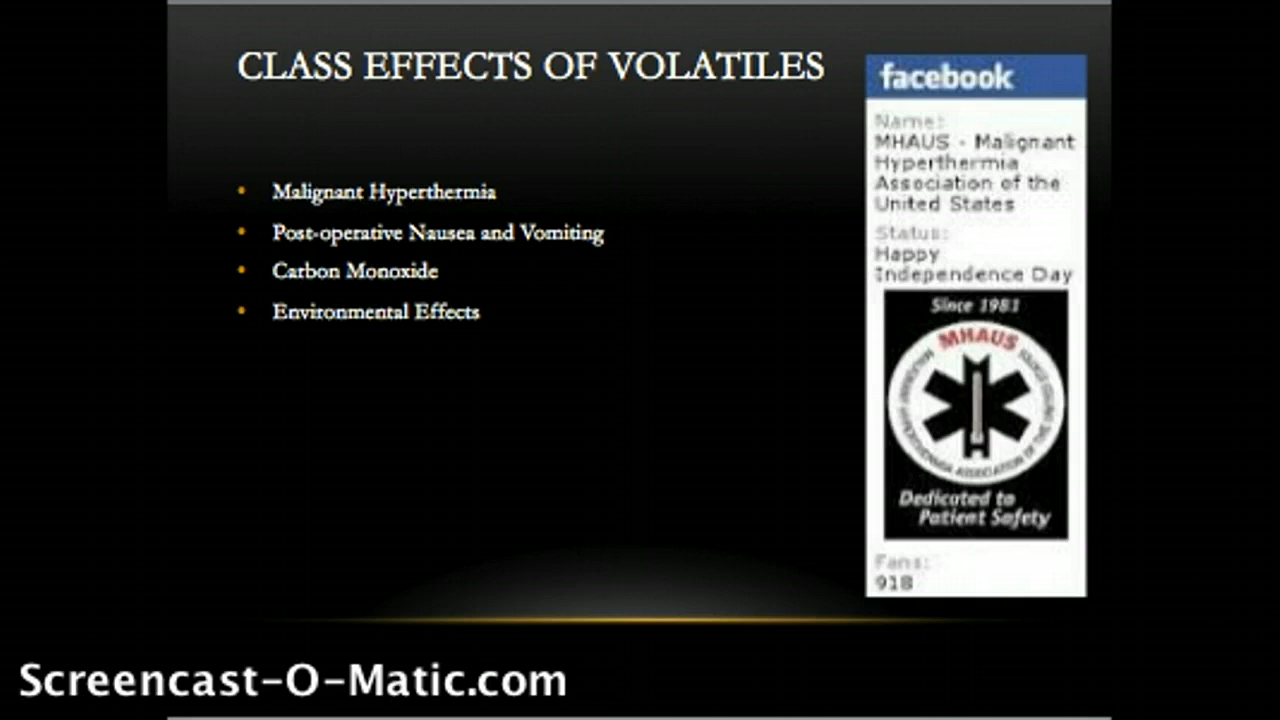 CLASS EFFECTS OF VOLATILES
• Malignant Hyperthermia
• Post-operative Nausea and Vomiting
• Carbon Monoxide
• Environmental Effects
facebook
Name:
MHAUS - Malignant
Hyperthermia
Association of the
United States
Status:
Happy
Independence Day
Since 1981
MHAUS
Dedicated to
Patient Safety
Fans:
918
Screencast-O-Matic.com